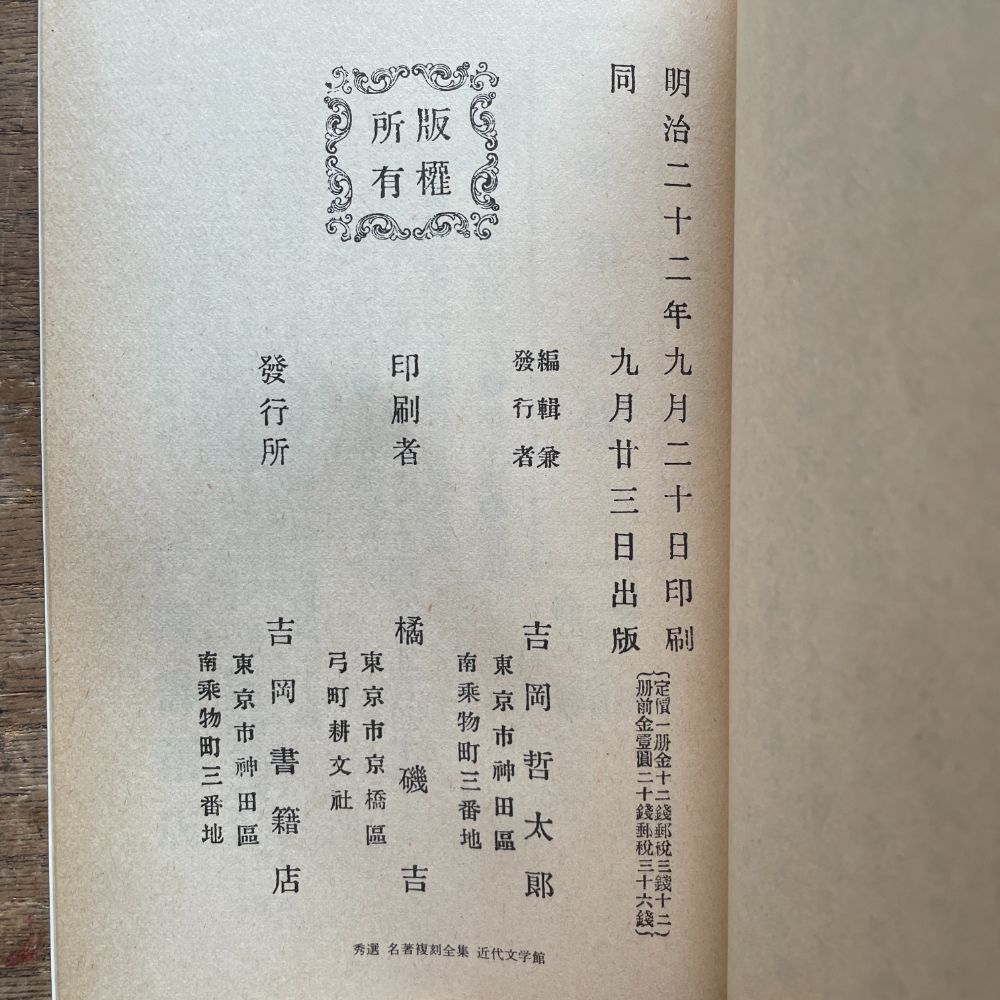 明治二十二年九月二十日印刷
同九月廿三日出版
定價一册金十二錢郵稅三錢十二
册前金壹圓二十錢郵稅三十六錢
編輯兼
發行者
吉岡哲太郎
東京市神田區
南乘物町三番地
版權
所有
印刷者
橘磯吉
東京市京橋區
弓町耕文社
發行所
吉岡書籍店
東京市神田區
南乘物町三番地
秀選 名著複刻全集 近代文学館